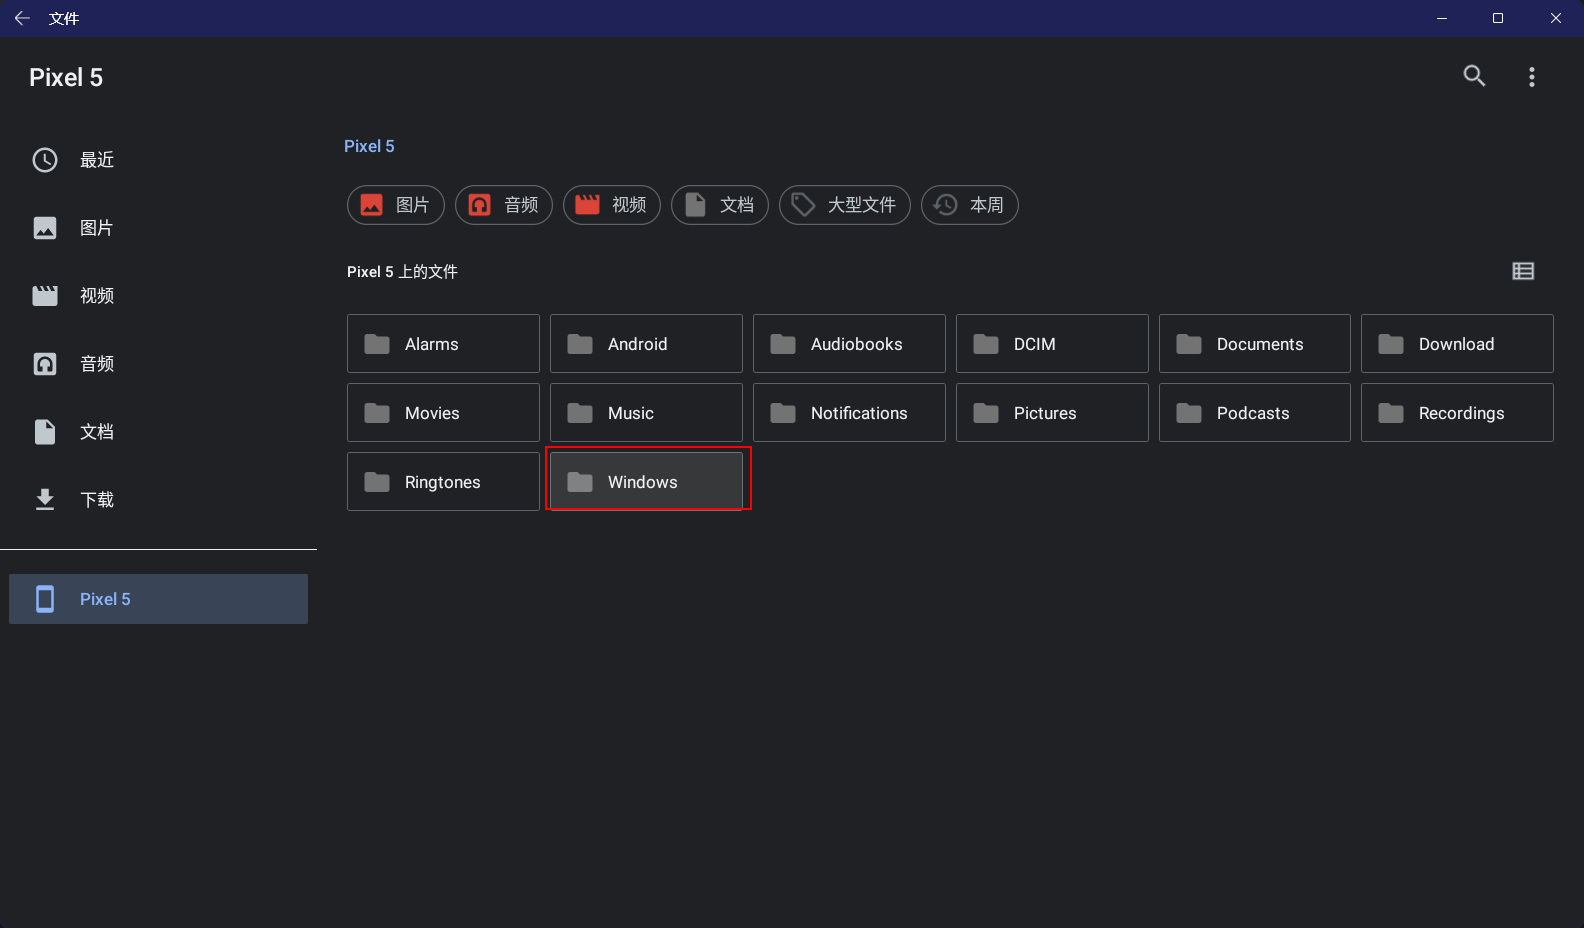 文件
Pixel 5
最近
图片
视频
音频
文档
下载
Pixel 5
Pixel 5
图片 音频 视频 文档 大型文件 本周
Pixel 5 上的文件
Alarms Android Audiobooks DCIM Documents Download
Movies Music Notifications Pictures Podcasts Recordings
Ringtones Windows